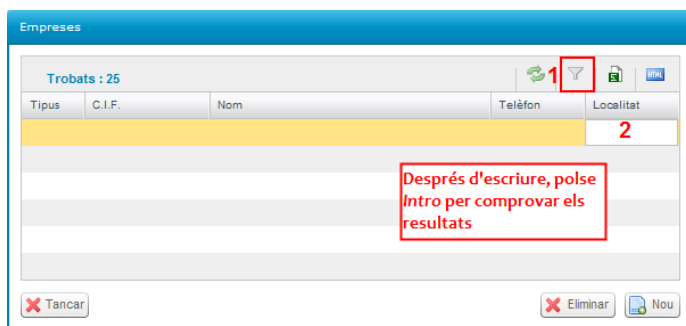 Empreses
Trobats : 25
1
HTML
Tipus C.I.F. Nom Telèfon Localitat
2
Després d'escriure, polse
Intro per comprovar els
resultats
Tancar Eliminar Nou